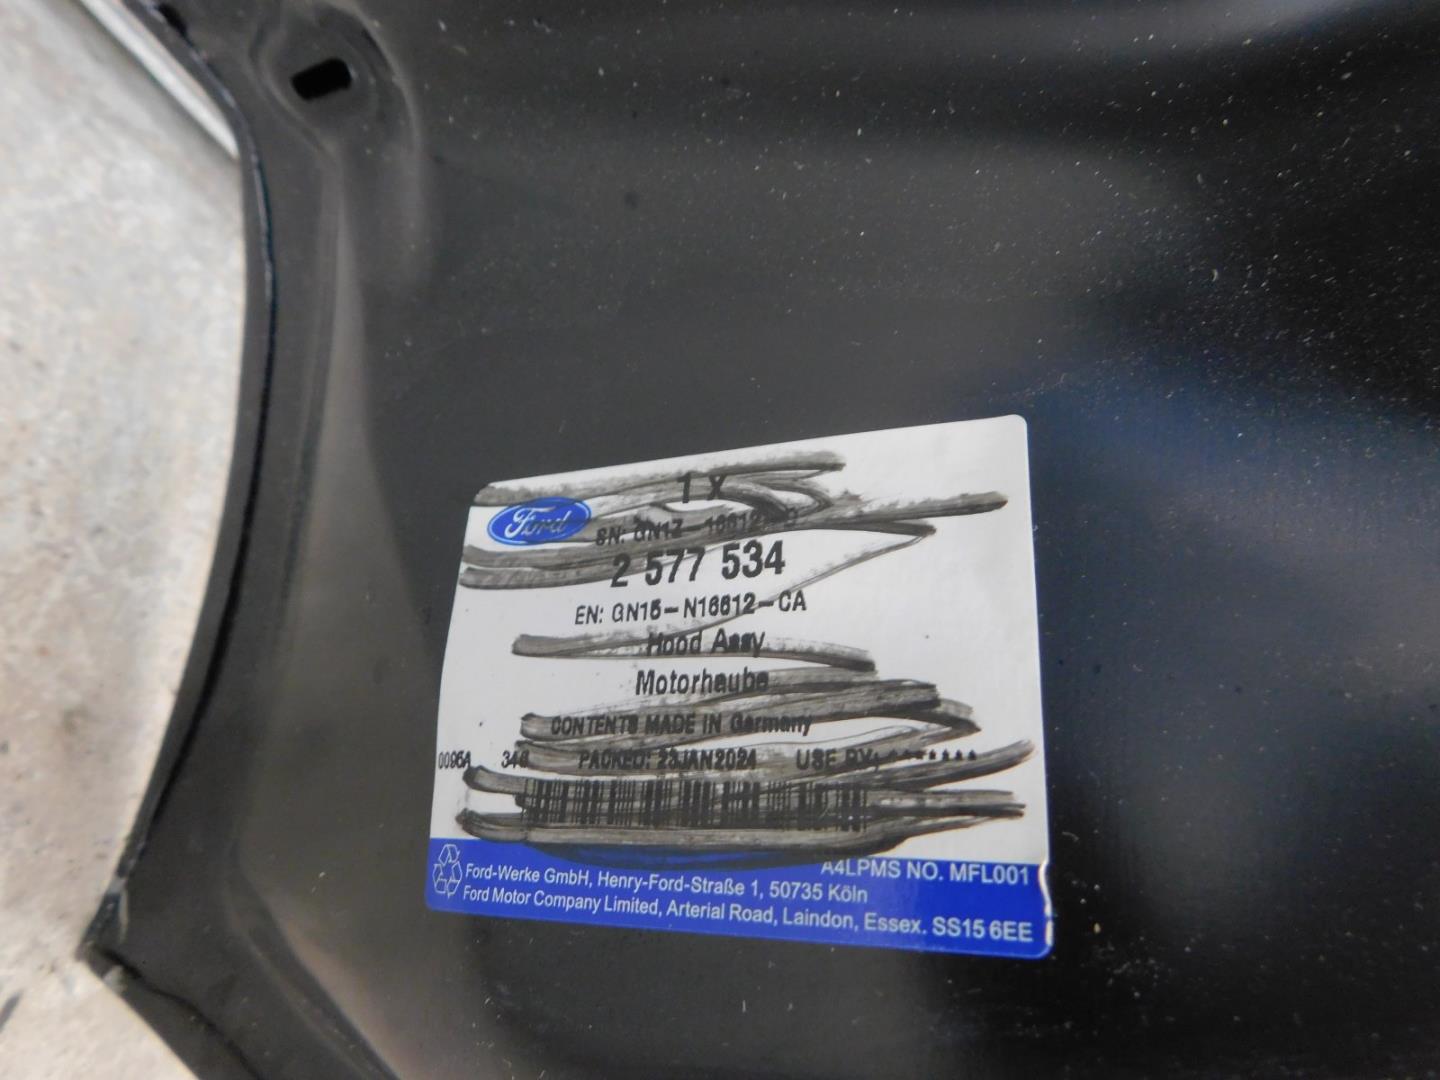 1 X
Ford
SN:
2 577 534
EN: GN15-N16612-CA
Hood Assy
Motorhaube
CONTENTS MADE IN Germany
0095A PACKED: 23JAN2024 USE BY: *******
A4LPMS NO. MFL001
Ford-Werke GmbH, Henry-Ford-Straße 1, 50735 Köln
Ford Motor Company Limited, Arterial Road, Laindon, Essex. SS15 6EE